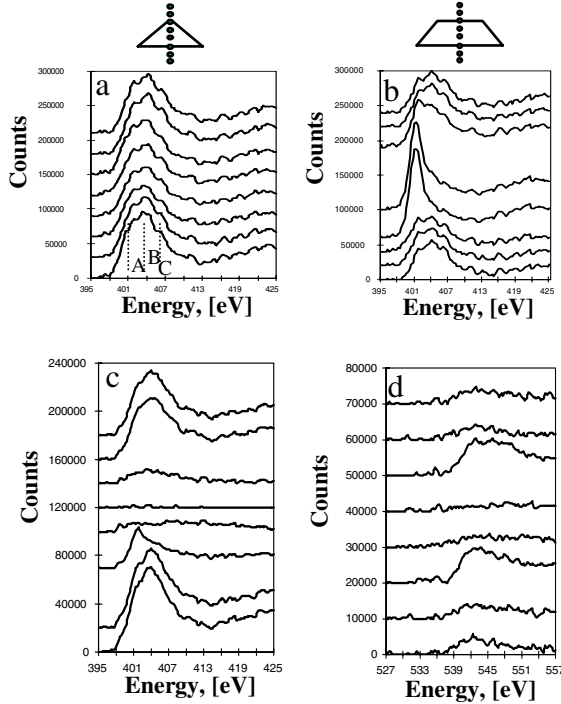 a
300000
250000
200000
150000
100000
50000
0
Counts
A
B
C
395 401 407 413 419 425
Energy, [eV]
b
300000
250000
200000
150000
100000
50000
0
Counts
395 401 407 413 419 425
Energy, [eV]
c
240000
200000
160000
120000
80000
40000
0
Counts
395 401 407 413 419 425
Energy, [eV]
d
70000
60000
50000
40000
30000
20000
10000
0
Counts
527 533 539 545 551 557
Energy, [eV]